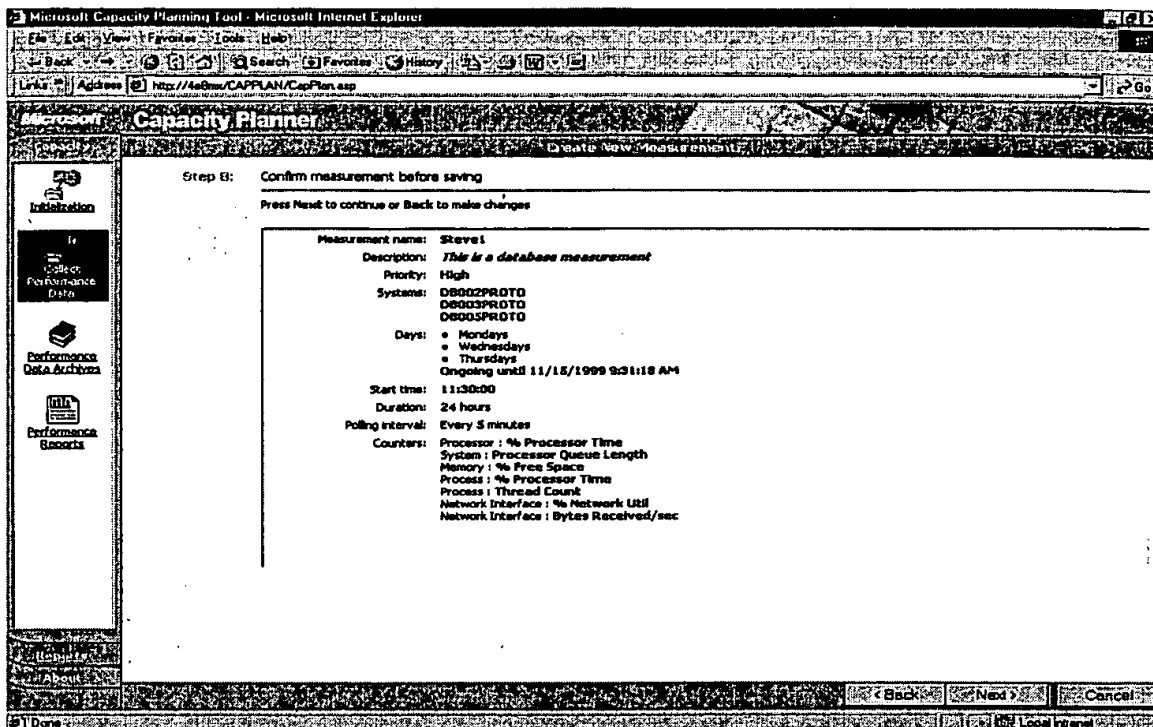 Microsoft Capacity Planning Tool - Microsoft Internet Explorer
File Edit View Favorites Tools Help
Back Search Favorites History
Links Address http://4e8mx/CAPPLAN/CapPlan.asp Go
Microsoft Capacity Planner
Create New Measurement
Initialization
Collect Performance Data
Performance Data Archives
Performance Reports
Step 8: Confirm measurement before saving
Press Next to continue or Back to make changes
Measurement name: Steve1
Description: This is a database measurement
Priority: High
Systems: DB002PROTO
DB003PROTO
DB005PROTO
Days: • Mondays
• Wednesdays
• Thursdays
Ongoing until 11/15/1999 9:31:18 AM
Start time: 11:30:00
Duration: 24 hours
Polling interval: Every 5 minutes
Counters: Processor : % Processor Time
System : Processor Queue Length
Memory : % Free Space
Process : % Processor Time
Process : Thread Count
Network Interface : % Network Util
Network Interface : Bytes Received/sec
About
< Back Next > Cancel
Done Local intranet